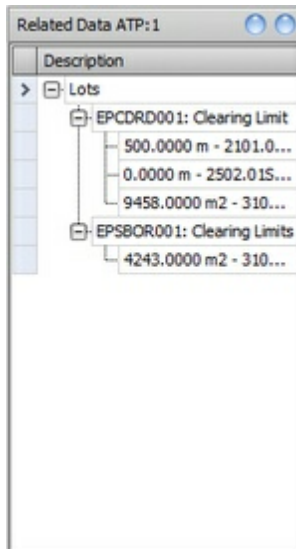 Related Data ATP:1
Description
Lots
EPCDRD001: Clearing Limit
500.0000 m - 2101.0...
0.0000 m - 2502.01S...
9458.0000 m2 - 310...
EPSBOR001: Clearing Limits
4243.0000 m2 - 310...